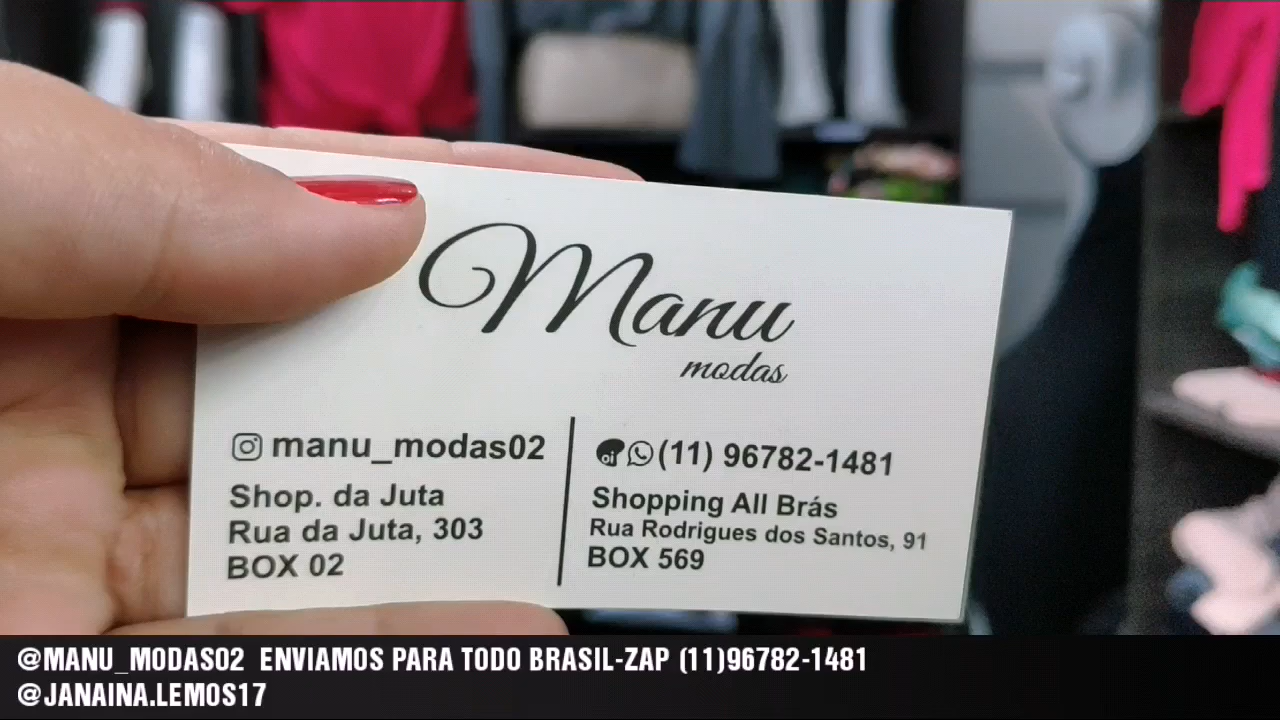 Manu
modas
manu_modas02
Shop. da Juta
Rua da Juta, 303
BOX 02
oi (11) 96782-1481
Shopping All Brás
Rua Rodrigues dos Santos, 91
BOX 569
@MANU_MODAS02 ENVIAMOS PARA TODO BRASIL-ZAP (11)96782-1481
@JANAINA.LEMOS17